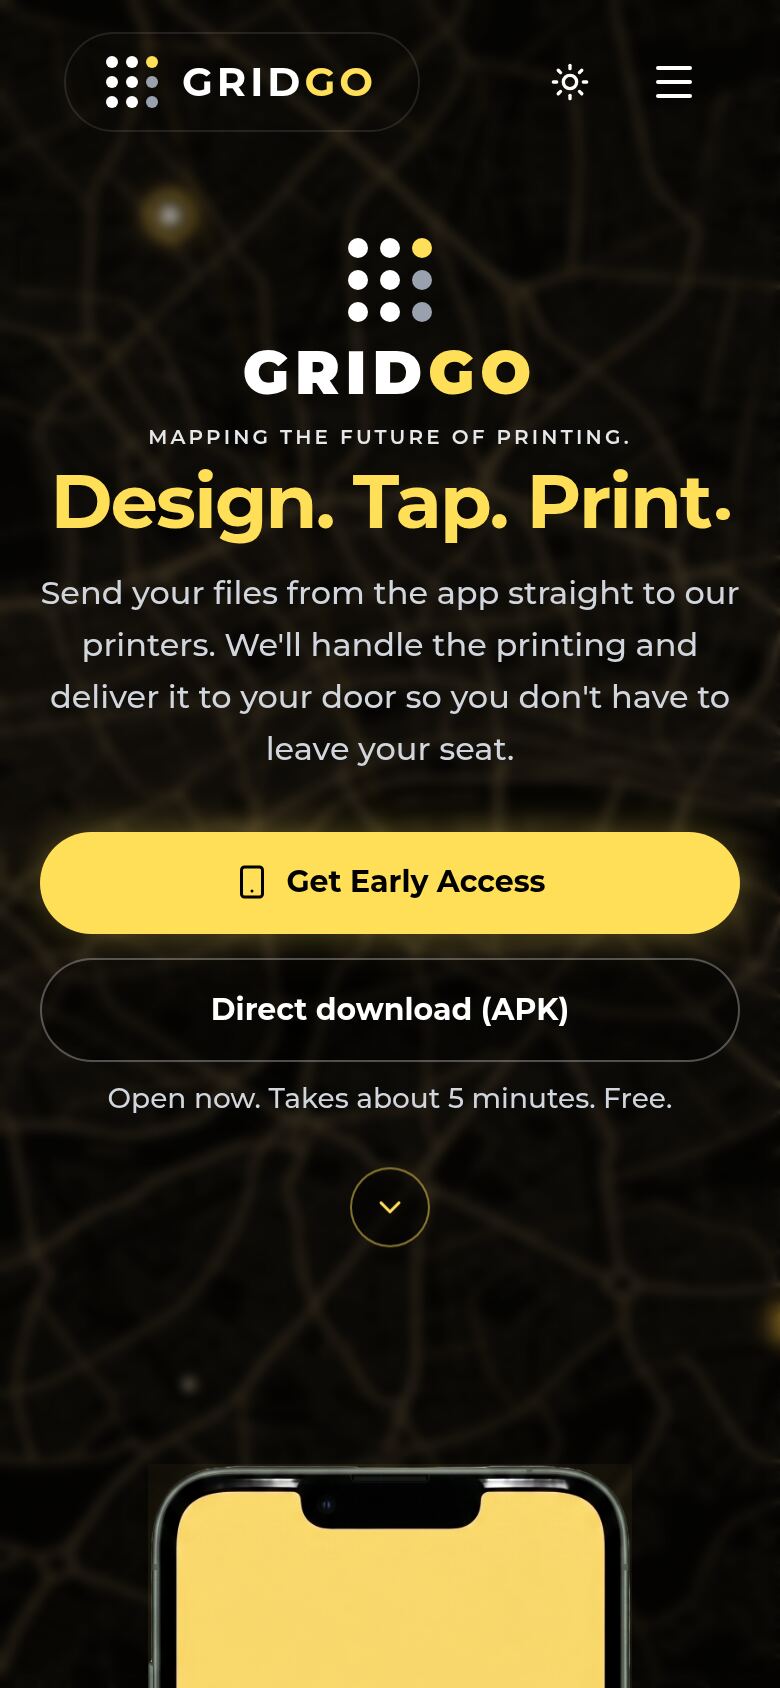 GRIDGO
GRIDGO
MAPPING THE FUTURE OF PRINTING.
Design. Tap. Print.
Send your files from the app straight to our
printers. We'll handle the printing and
deliver it to your door so you don't have to
leave your seat.
Get Early Access
Direct download (APK)
Open now. Takes about 5 minutes. Free.